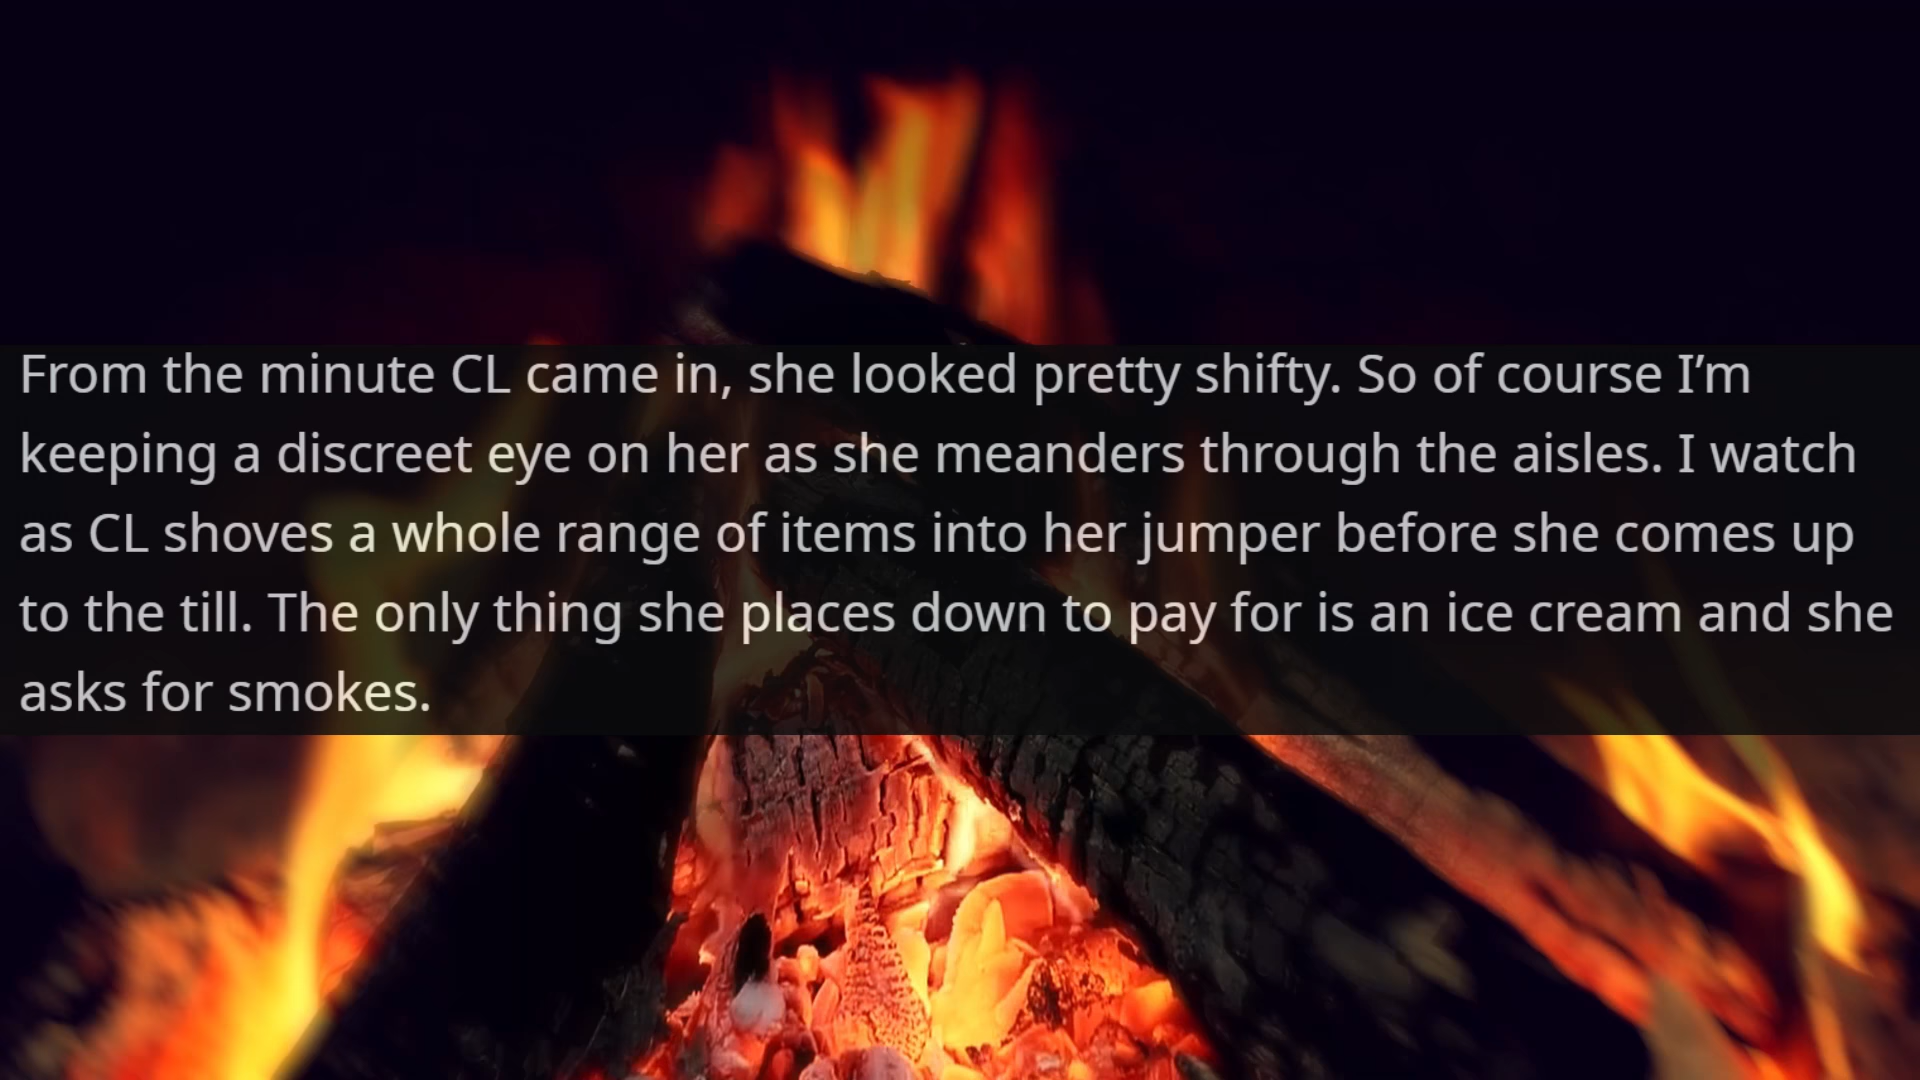 From the minute CL came in, she looked pretty shifty. So of course I’m
keeping a discreet eye on her as she meanders through the aisles. I watch
as CL shoves a whole range of items into her jumper before she comes up
to the till. The only thing she places down to pay for is an ice cream and she
asks for smokes.